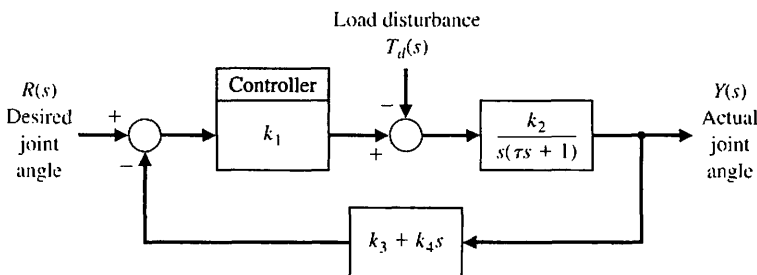 Load disturbance
T_d(s)
R(s)
Desired
joint
angle
+
−
Controller
k_1
−
+
k_2
s(τs + 1)
Y(s)
Actual
joint
angle
k_3 + k_4s